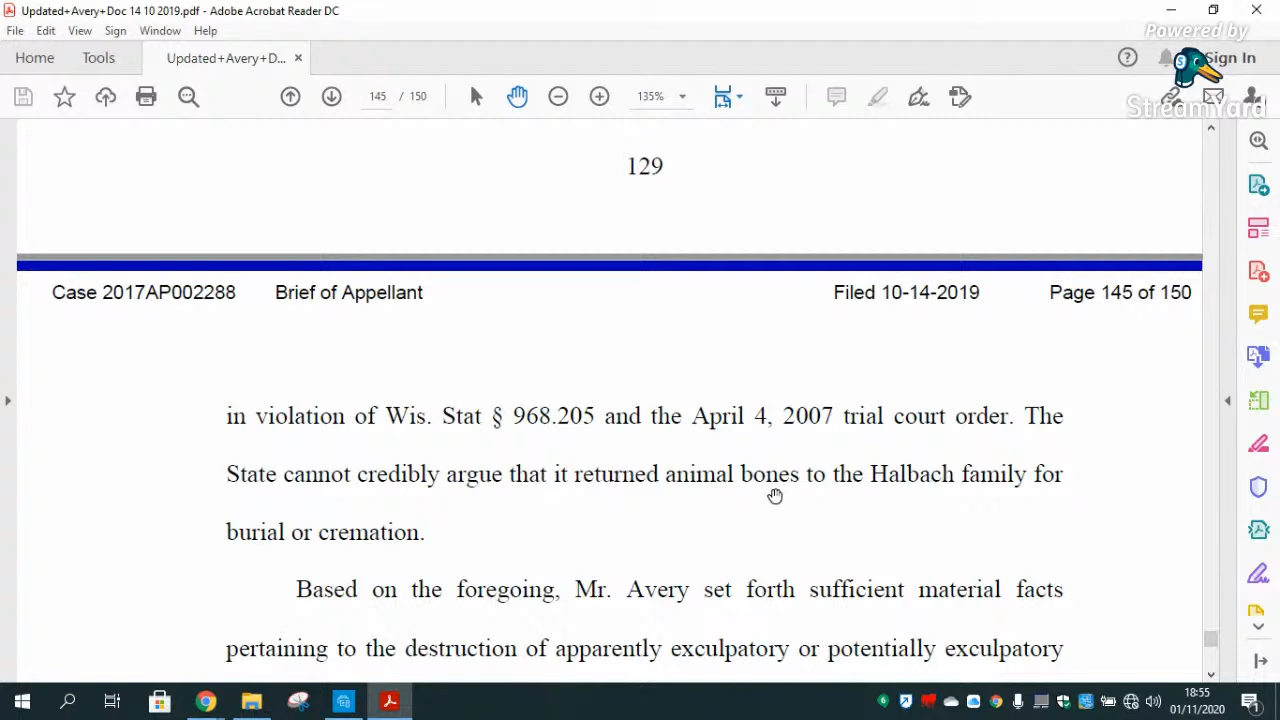 Updated+Avery+Doc 14 10 2019.pdf - Adobe Acrobat Reader DC
File Edit View Sign Window Help
Powered by
StreamYard
Home Tools Updated+Avery+D... × Sign In
145 / 150 135%
129
Case 2017AP002288 Brief of Appellant Filed 10-14-2019 Page 145 of 150
in violation of Wis. Stat § 968.205 and the April 4, 2007 trial court order. The
State cannot credibly argue that it returned animal bones to the Halbach family for
burial or cremation.
Based on the foregoing, Mr. Avery set forth sufficient material facts
pertaining to the destruction of apparently exculpatory or potentially exculpatory
18:55
01/11/2020